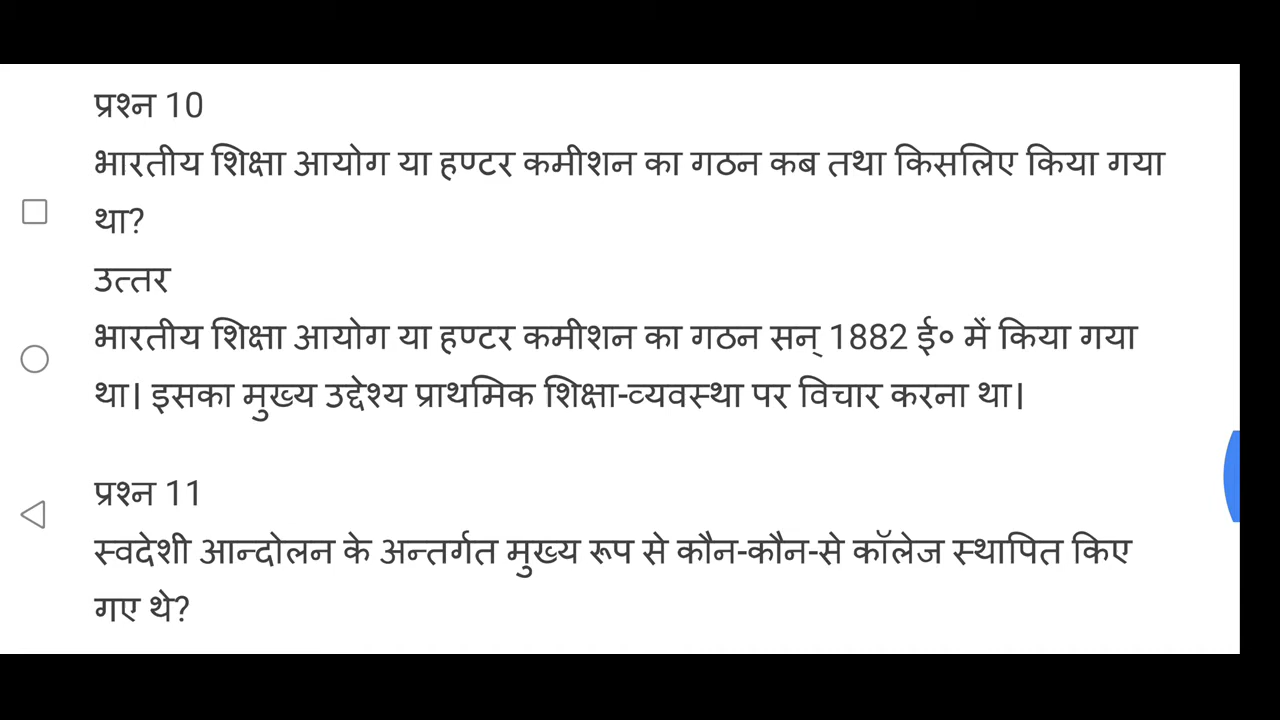 प्रश्न 10
भारतीय शिक्षा आयोग या हण्टर कमीशन का गठन कब तथा किसलिए किया गया
था?
उत्तर
भारतीय शिक्षा आयोग या हण्टर कमीशन का गठन सन् 1882 ई० में किया गया
था। इसका मुख्य उद्देश्य प्राथमिक शिक्षा-व्यवस्था पर विचार करना था।
प्रश्न 11
स्वदेशी आन्दोलन के अन्तर्गत मुख्य रूप से कौन-कौन-से कॉलेज स्थापित किए
गए थे?